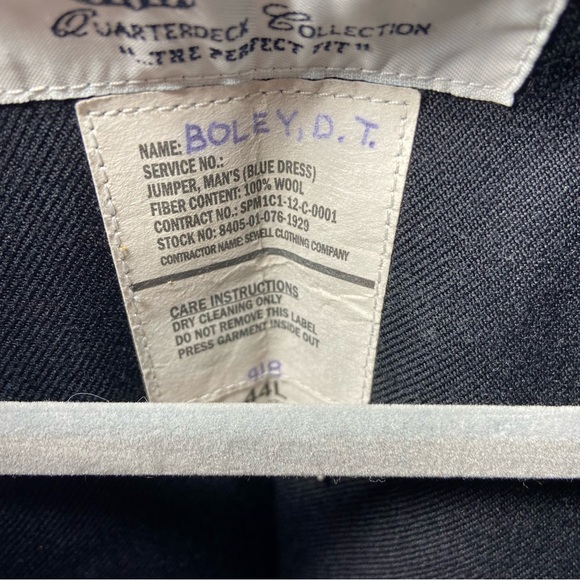 QUARTERDECK COLLECTION
"...THE PERFECT FIT"
NAME: BOLEY, D. T.
SERVICE NO.:
JUMPER, MAN'S (BLUE DRESS)
FIBER CONTENT: 100% WOOL
CONTRACT NO.: SPM1C1-12-C-0001
STOCK NO: 8405-01-076-1929
CONTRACTOR NAME: SEWELL CLOTHING COMPANY
CARE INSTRUCTIONS
DRY CLEANING ONLY
DO NOT REMOVE THIS LABEL
PRESS GARMENT INSIDE OUT
44L